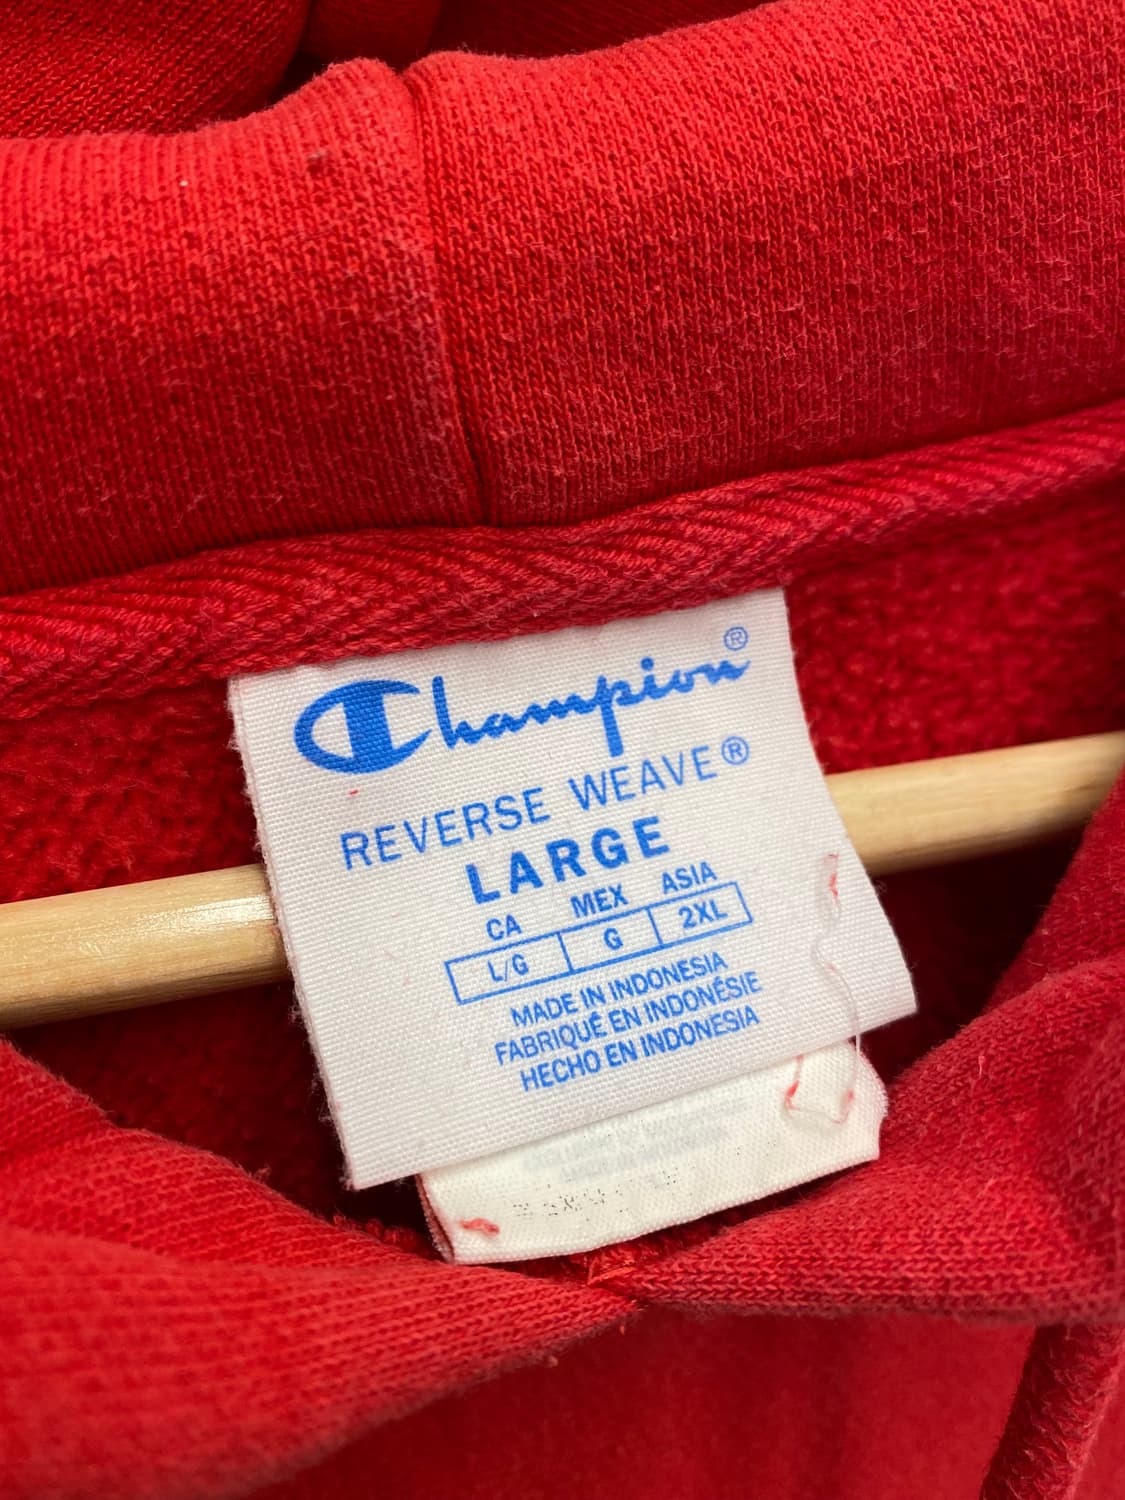 Champion®
REVERSE WEAVE®
LARGE
CA MEX ASIA
L/G G 2XL
MADE IN INDONESIA
FABRIQUÉ EN INDONÉSIE
HECHO EN INDONESIA